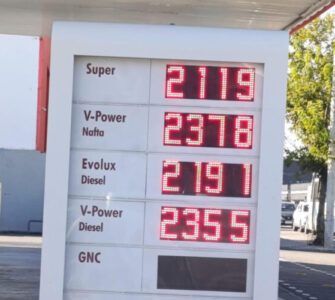 Super 2119
V-Power 2378
Nafta
Evolux 2191
Diesel
V-Power 2355
Diesel
GNC